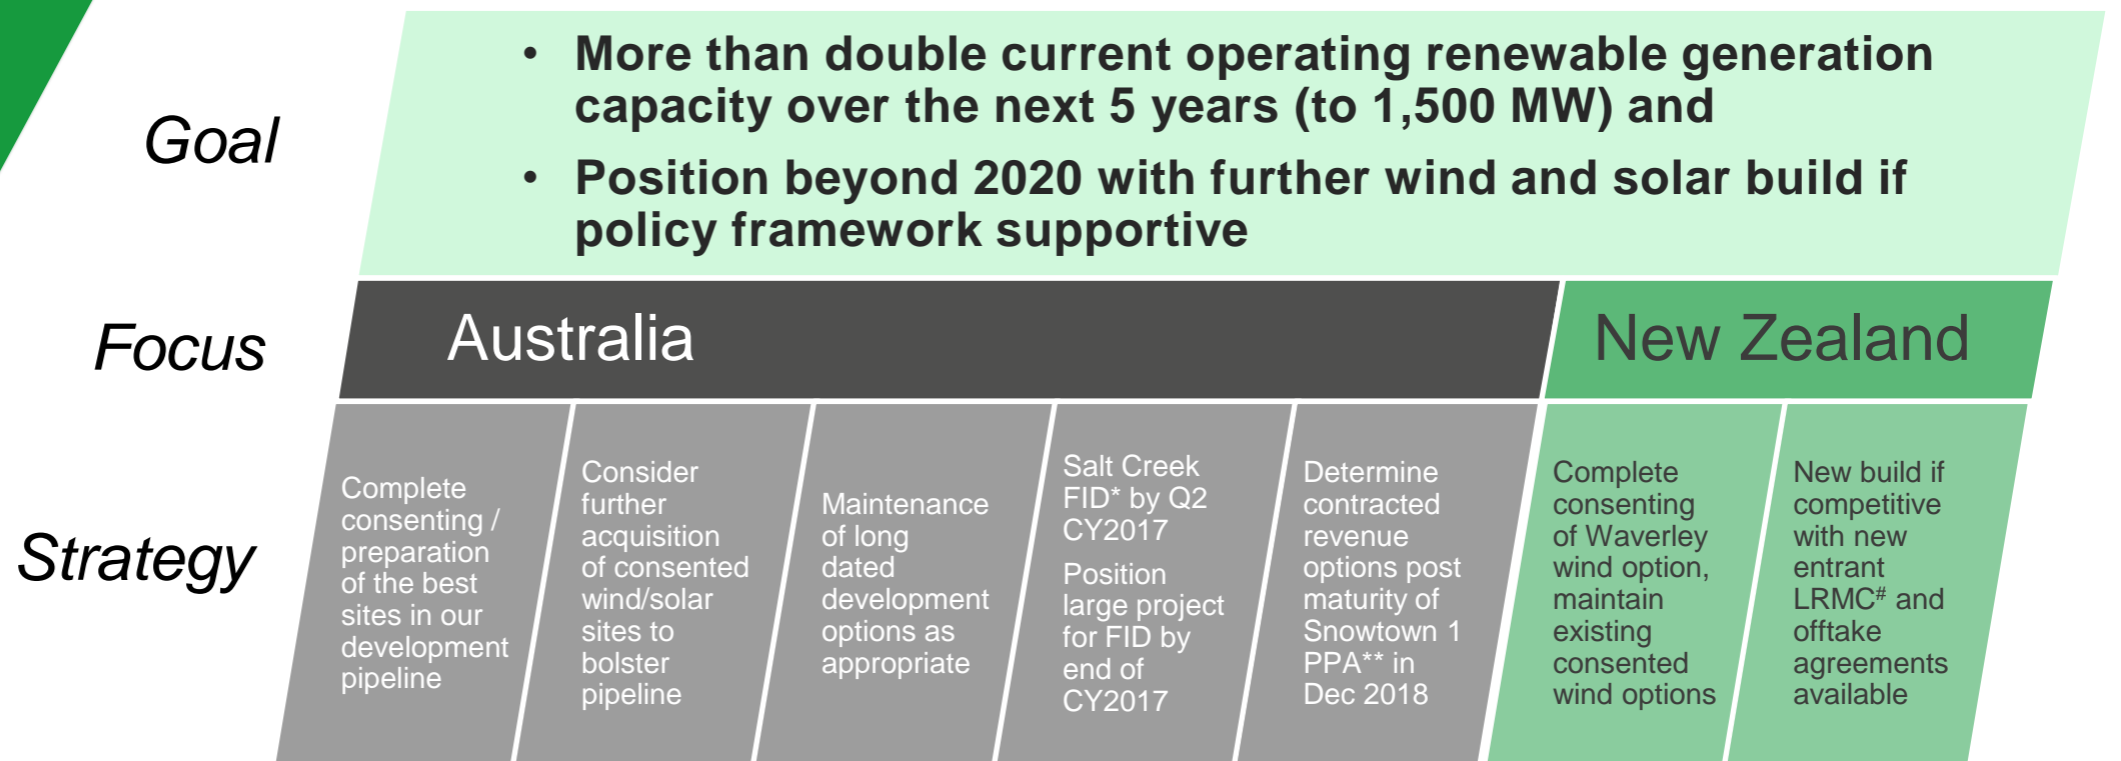 Goal
• More than double current operating renewable generation
capacity over the next 5 years (to 1,500 MW) and
• Position beyond 2020 with further wind and solar build if
policy framework supportive
Focus
Australia
New Zealand
Strategy
Complete
consenting /
preparation
of the best
sites in our
development
pipeline
Consider
further
acquisition
of consented
wind/solar
sites to
bolster
pipeline
Maintenance
of long
dated
development
options as
appropriate
Salt Creek
FID* by Q2
CY2017
Position
large project
for FID by
end of
CY2017
Determine
contracted
revenue
options post
maturity of
Snowtown 1
PPA** in
Dec 2018
Complete
consenting
of Waverley
wind option,
maintain
existing
consented
wind options
New build if
competitive
with new
entrant
LRMC# and
offtake
agreements
available